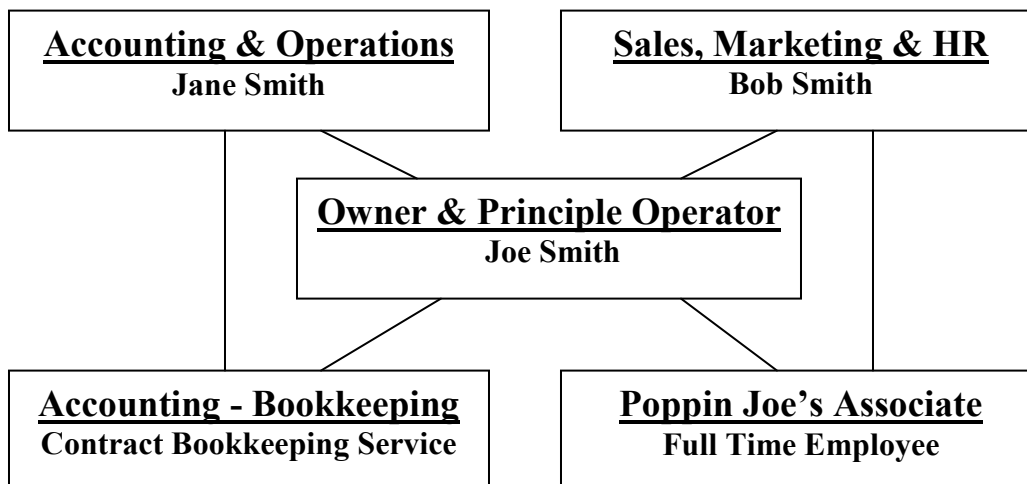 Accounting & Operations
Jane Smith
Sales, Marketing & HR
Bob Smith
Owner & Principle Operator
Joe Smith
Accounting - Bookkeeping
Contract Bookkeeping Service
Poppin Joe’s Associate
Full Time Employee